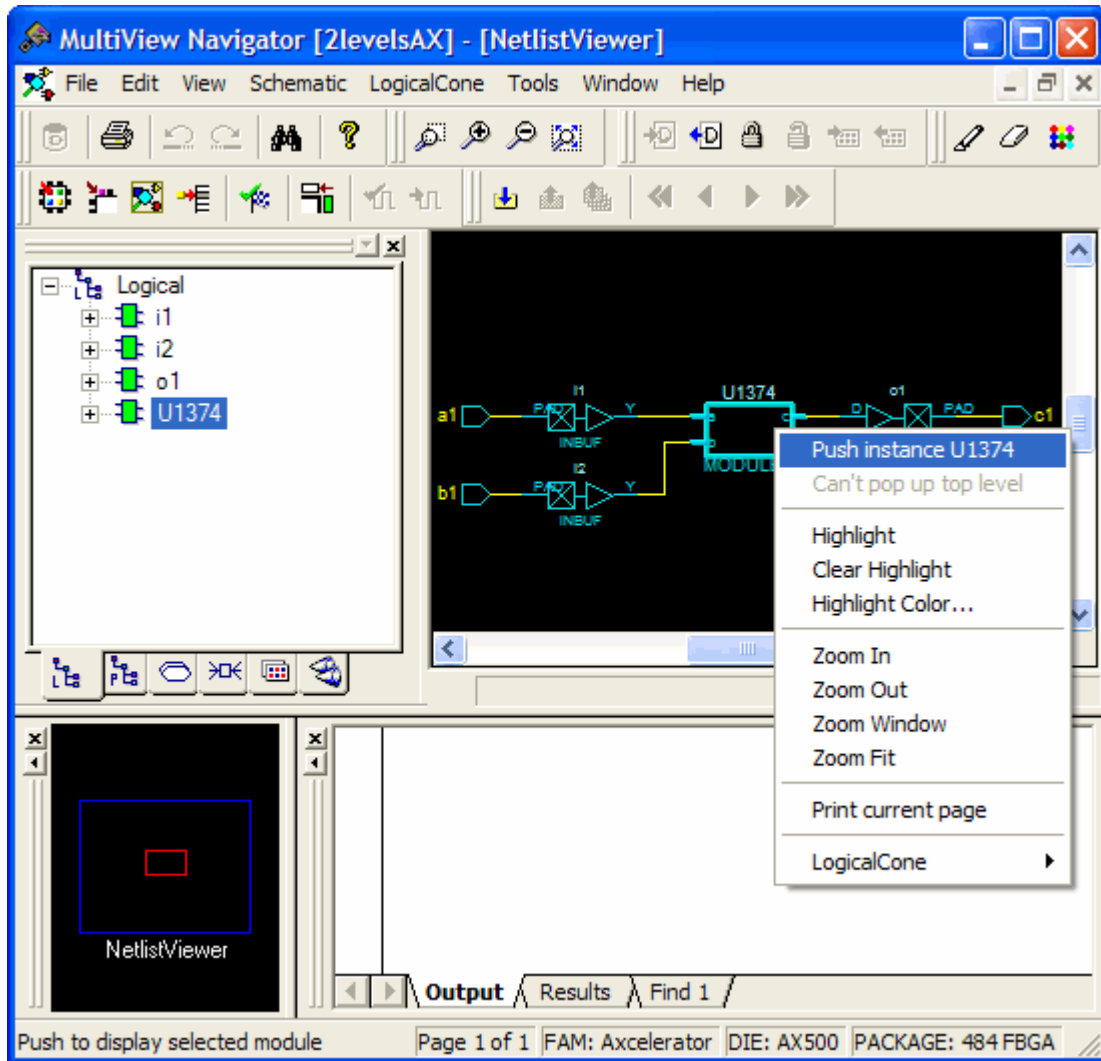 MultiView Navigator [2levelsAX] - [NetlistViewer]
File Edit View Schematic LogicalCone Tools Window Help
Logical
i1
i2
o1
U1374
I1 U1374 o1
a1 PAD Y D PAD c1
INBUF
I2 MODULE
b1 PAD Y
INBUF
Push instance U1374
Can't pop up top level
Highlight
Clear Highlight
Highlight Color...
Zoom In
Zoom Out
Zoom Window
Zoom Fit
Print current page
LogicalCone
NetlistViewer
Output Results Find 1
Push to display selected module Page 1 of 1 FAM: Axcelerator DIE: AX500 PACKAGE: 484 FBGA